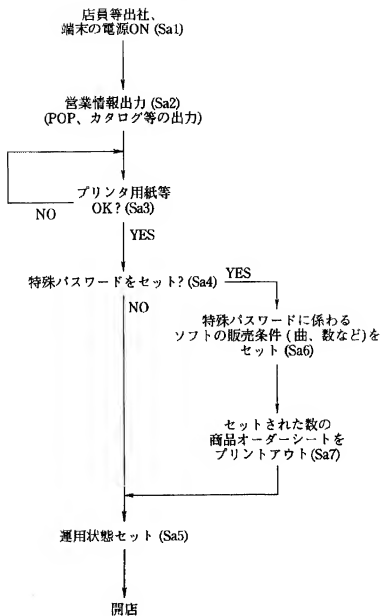 店員等出社、
端末の電源ON (Sa1)
営業情報出力 (Sa2)
(POP、カタログ等の出力)
プリンタ用紙等
OK? (Sa3)
NO
YES
特殊パスワードをセット? (Sa4)
YES
NO
特殊パスワードに係わる
ソフトの販売条件 (曲、数など)を
セット (Sa6)
セットされた数の
商品オーダーシートを
プリントアウト(Sa7)
運用状態セット (Sa5)
開店